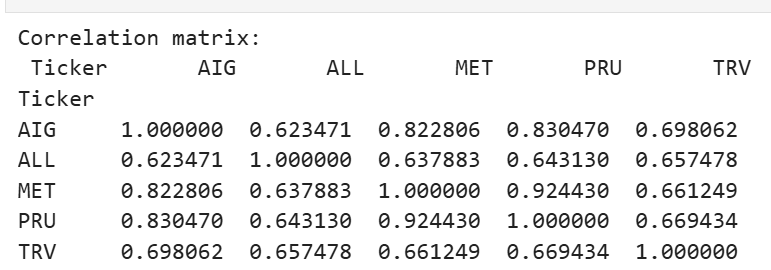 Correlation matrix:
Ticker AIG ALL MET PRU TRV
Ticker
AIG 1.000000 0.623471 0.822806 0.830470 0.698062
ALL 0.623471 1.000000 0.637883 0.643130 0.657478
MET 0.822806 0.637883 1.000000 0.924430 0.661249
PRU 0.830470 0.643130 0.924430 1.000000 0.669434
TRV 0.698062 0.657478 0.661249 0.669434 1.000000